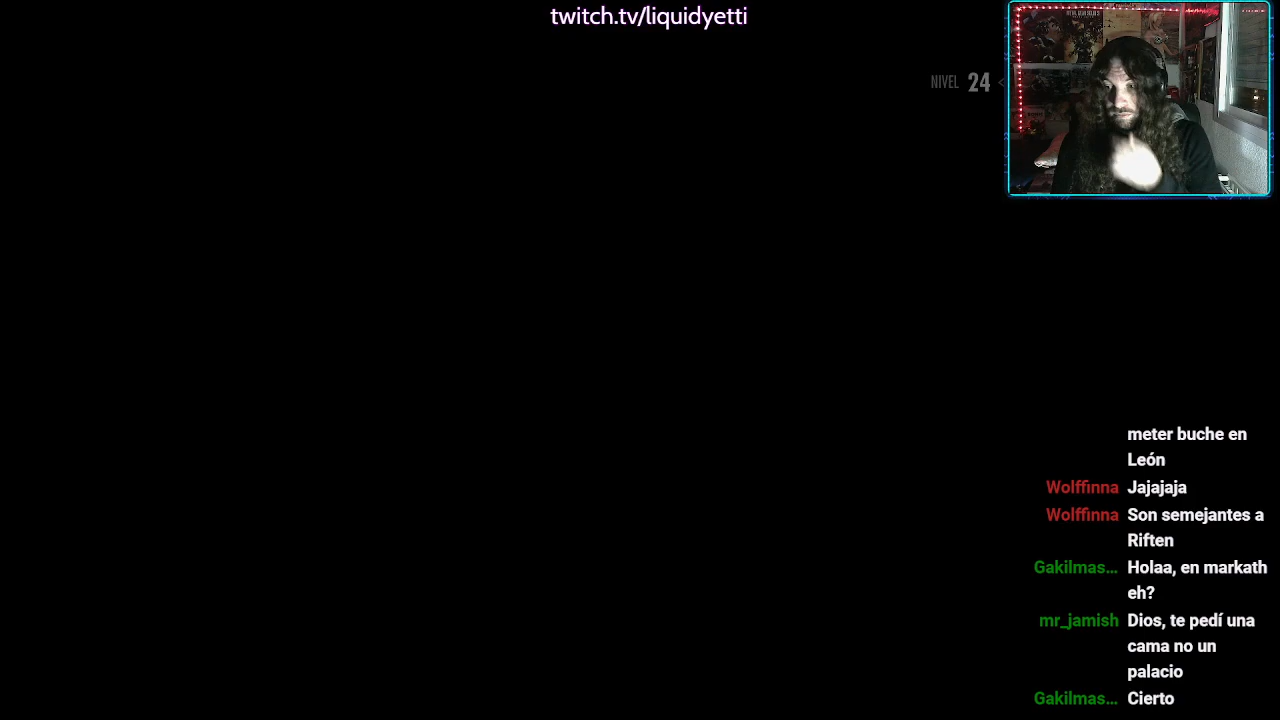 twitch.tv/liquidyetti
NIVEL 24
meter buche en
León
Wolffinna Jajajaja
Wolffinna Son semejantes a
Riften
Gakilmas... Holaa, en markath
eh?
mr_jamish Dios, te pedí una
cama no un
palacio
Gakilmas... Cierto